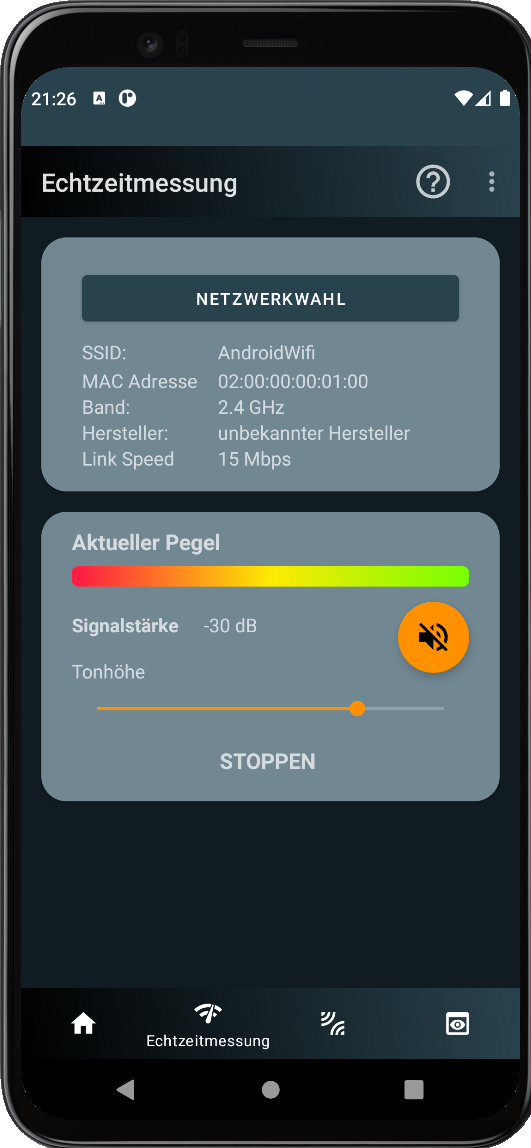 21:26
Echtzeitmessung
NETZWERKWAHL
SSID: AndroidWifi
MAC Adresse 02:00:00:00:01:00
Band: 2.4 GHz
Hersteller: unbekannter Hersteller
Link Speed 15 Mbps
Aktueller Pegel
Signalstärke -30 dB
Tonhöhe
STOPPEN
Echtzeitmessung